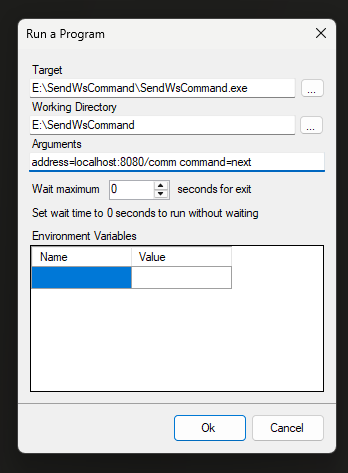 Run a Program
Target
E:\SendWsCommand\SendWsCommand.exe
...
Working Directory
E:\SendWsCommand
...
Arguments
address=localhost:8080/comm command=next
Wait maximum 0 seconds for exit
Set wait time to 0 seconds to run without waiting
Environment Variables
Name Value
Ok Cancel